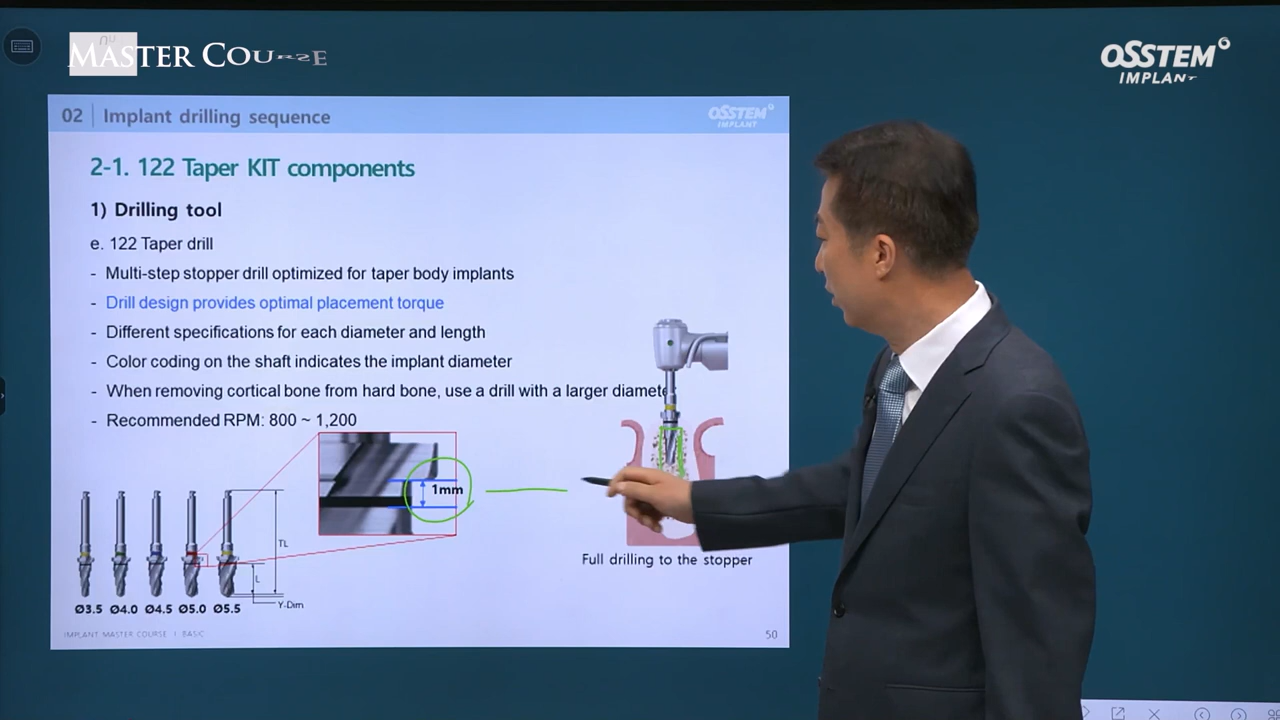 MASTER COURSE
OSSTEM
IMPLANT
02 Implant drilling sequence
OSSTEM
IMPLANT
2-1. 122 Taper KIT components
1) Drilling tool
e. 122 Taper drill
- Multi-step stopper drill optimized for taper body implants
- Drill design provides optimal placement torque
- Different specifications for each diameter and length
- Color coding on the shaft indicates the implant diameter
- When removing cortical bone from hard bone, use a drill with a larger diamete
- Recommended RPM: 800 ~ 1,200
1mm
TL
L
Y-Dim
Ø3.5 Ø4.0 Ø4.5 Ø5.0 Ø5.5
Full drilling to the stopper
IMPLANT MASTER COURSE I BASIC
50